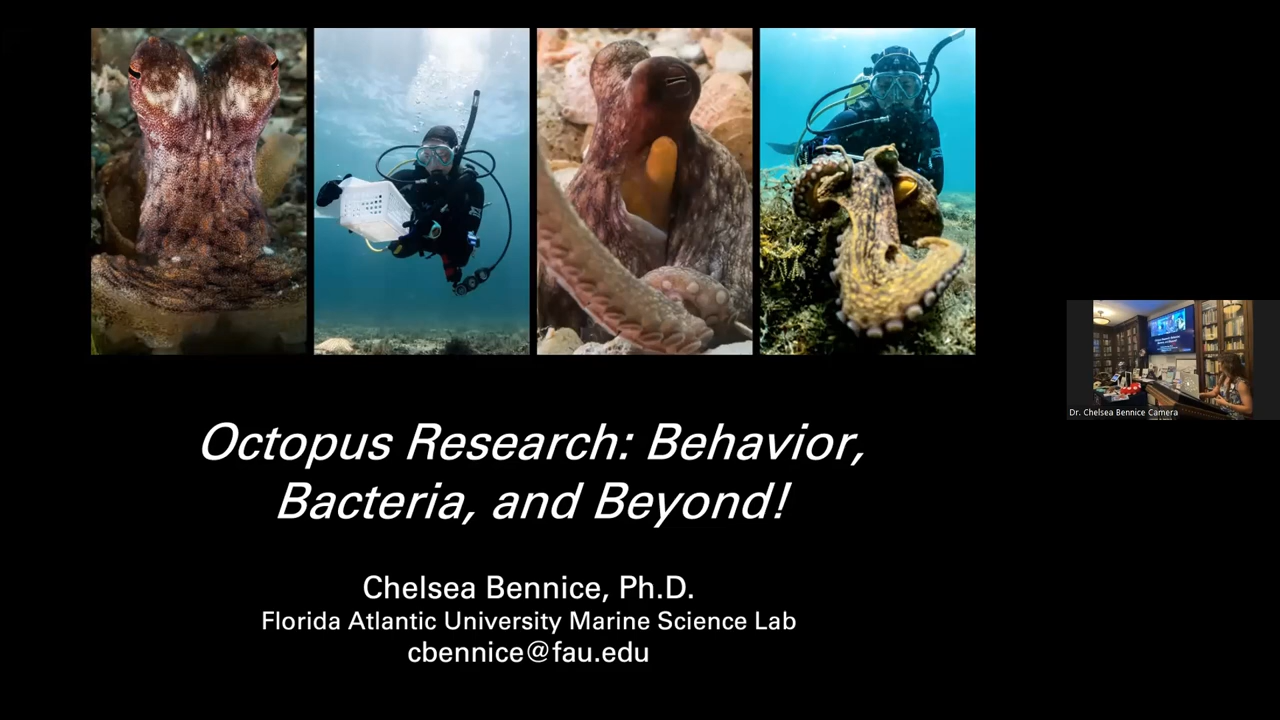 Octopus Research: Behavior,
Bacteria, and Beyond!
Chelsea Bennice, Ph.D.
Florida Atlantic University Marine Science Lab
cbennice@fau.edu
Dr. Chelsea Bennice Camera